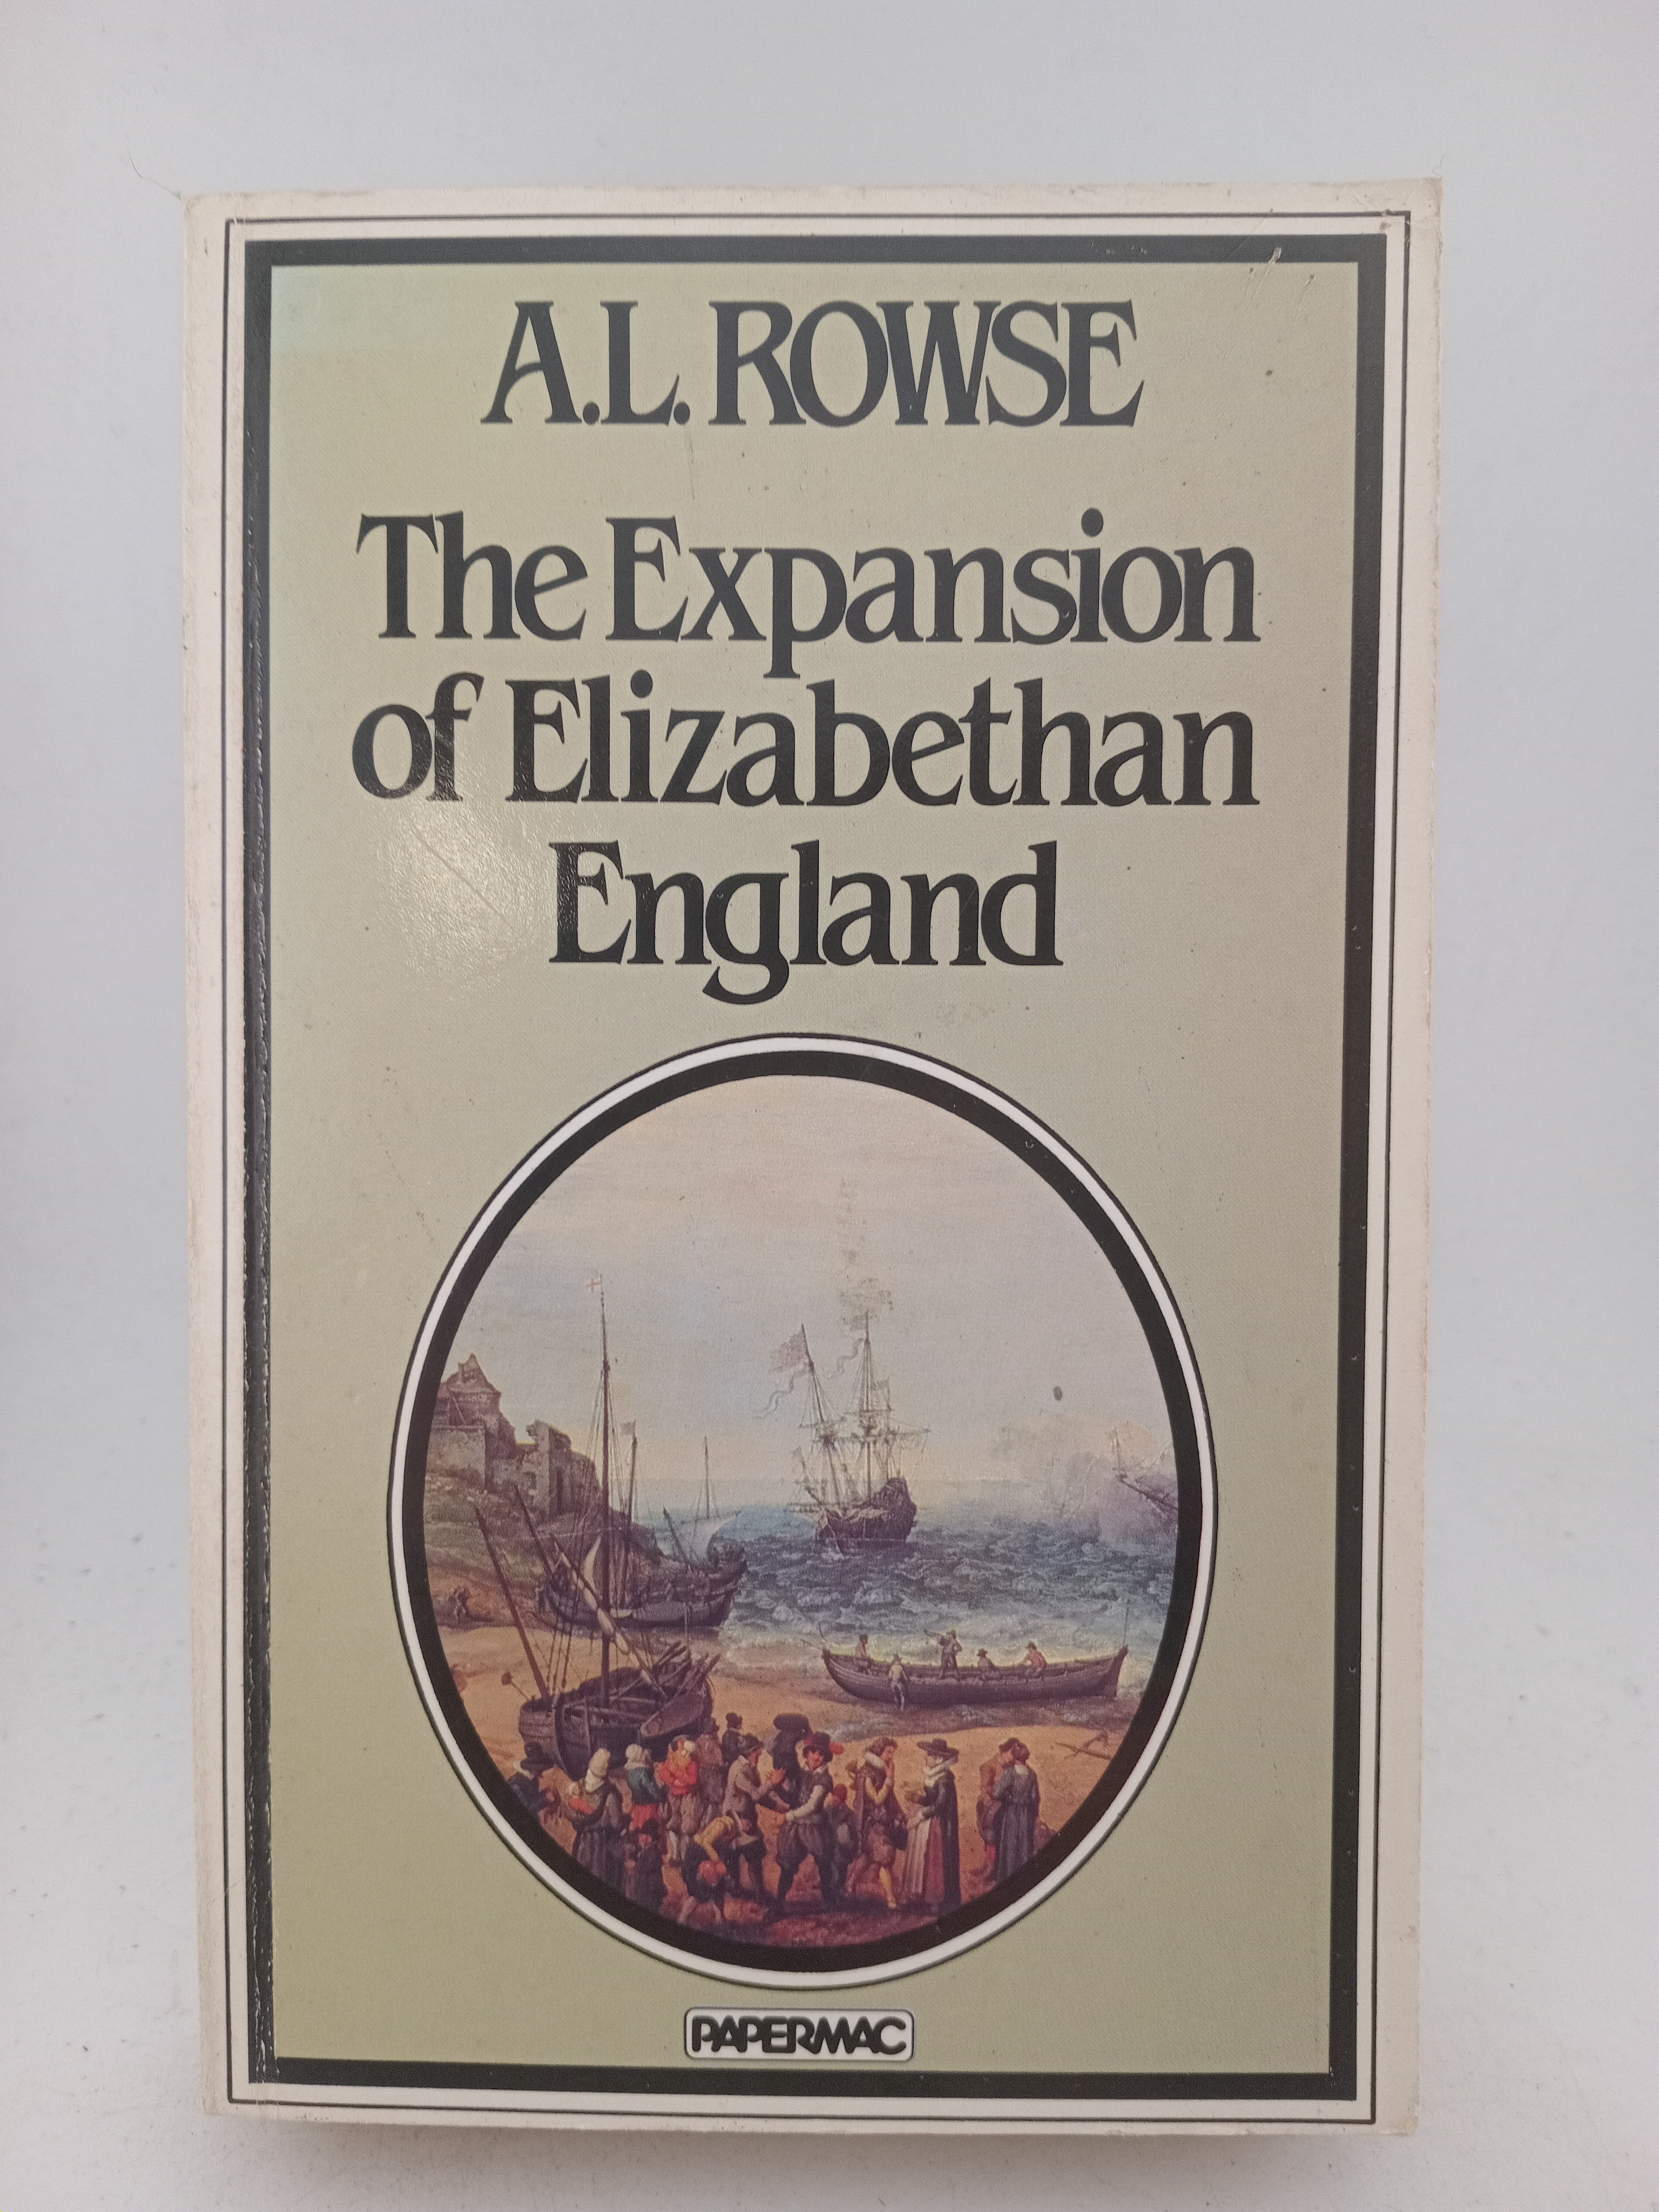 A.L. ROWSE
The Expansion
of Elizabethan
England
PAPERMAC